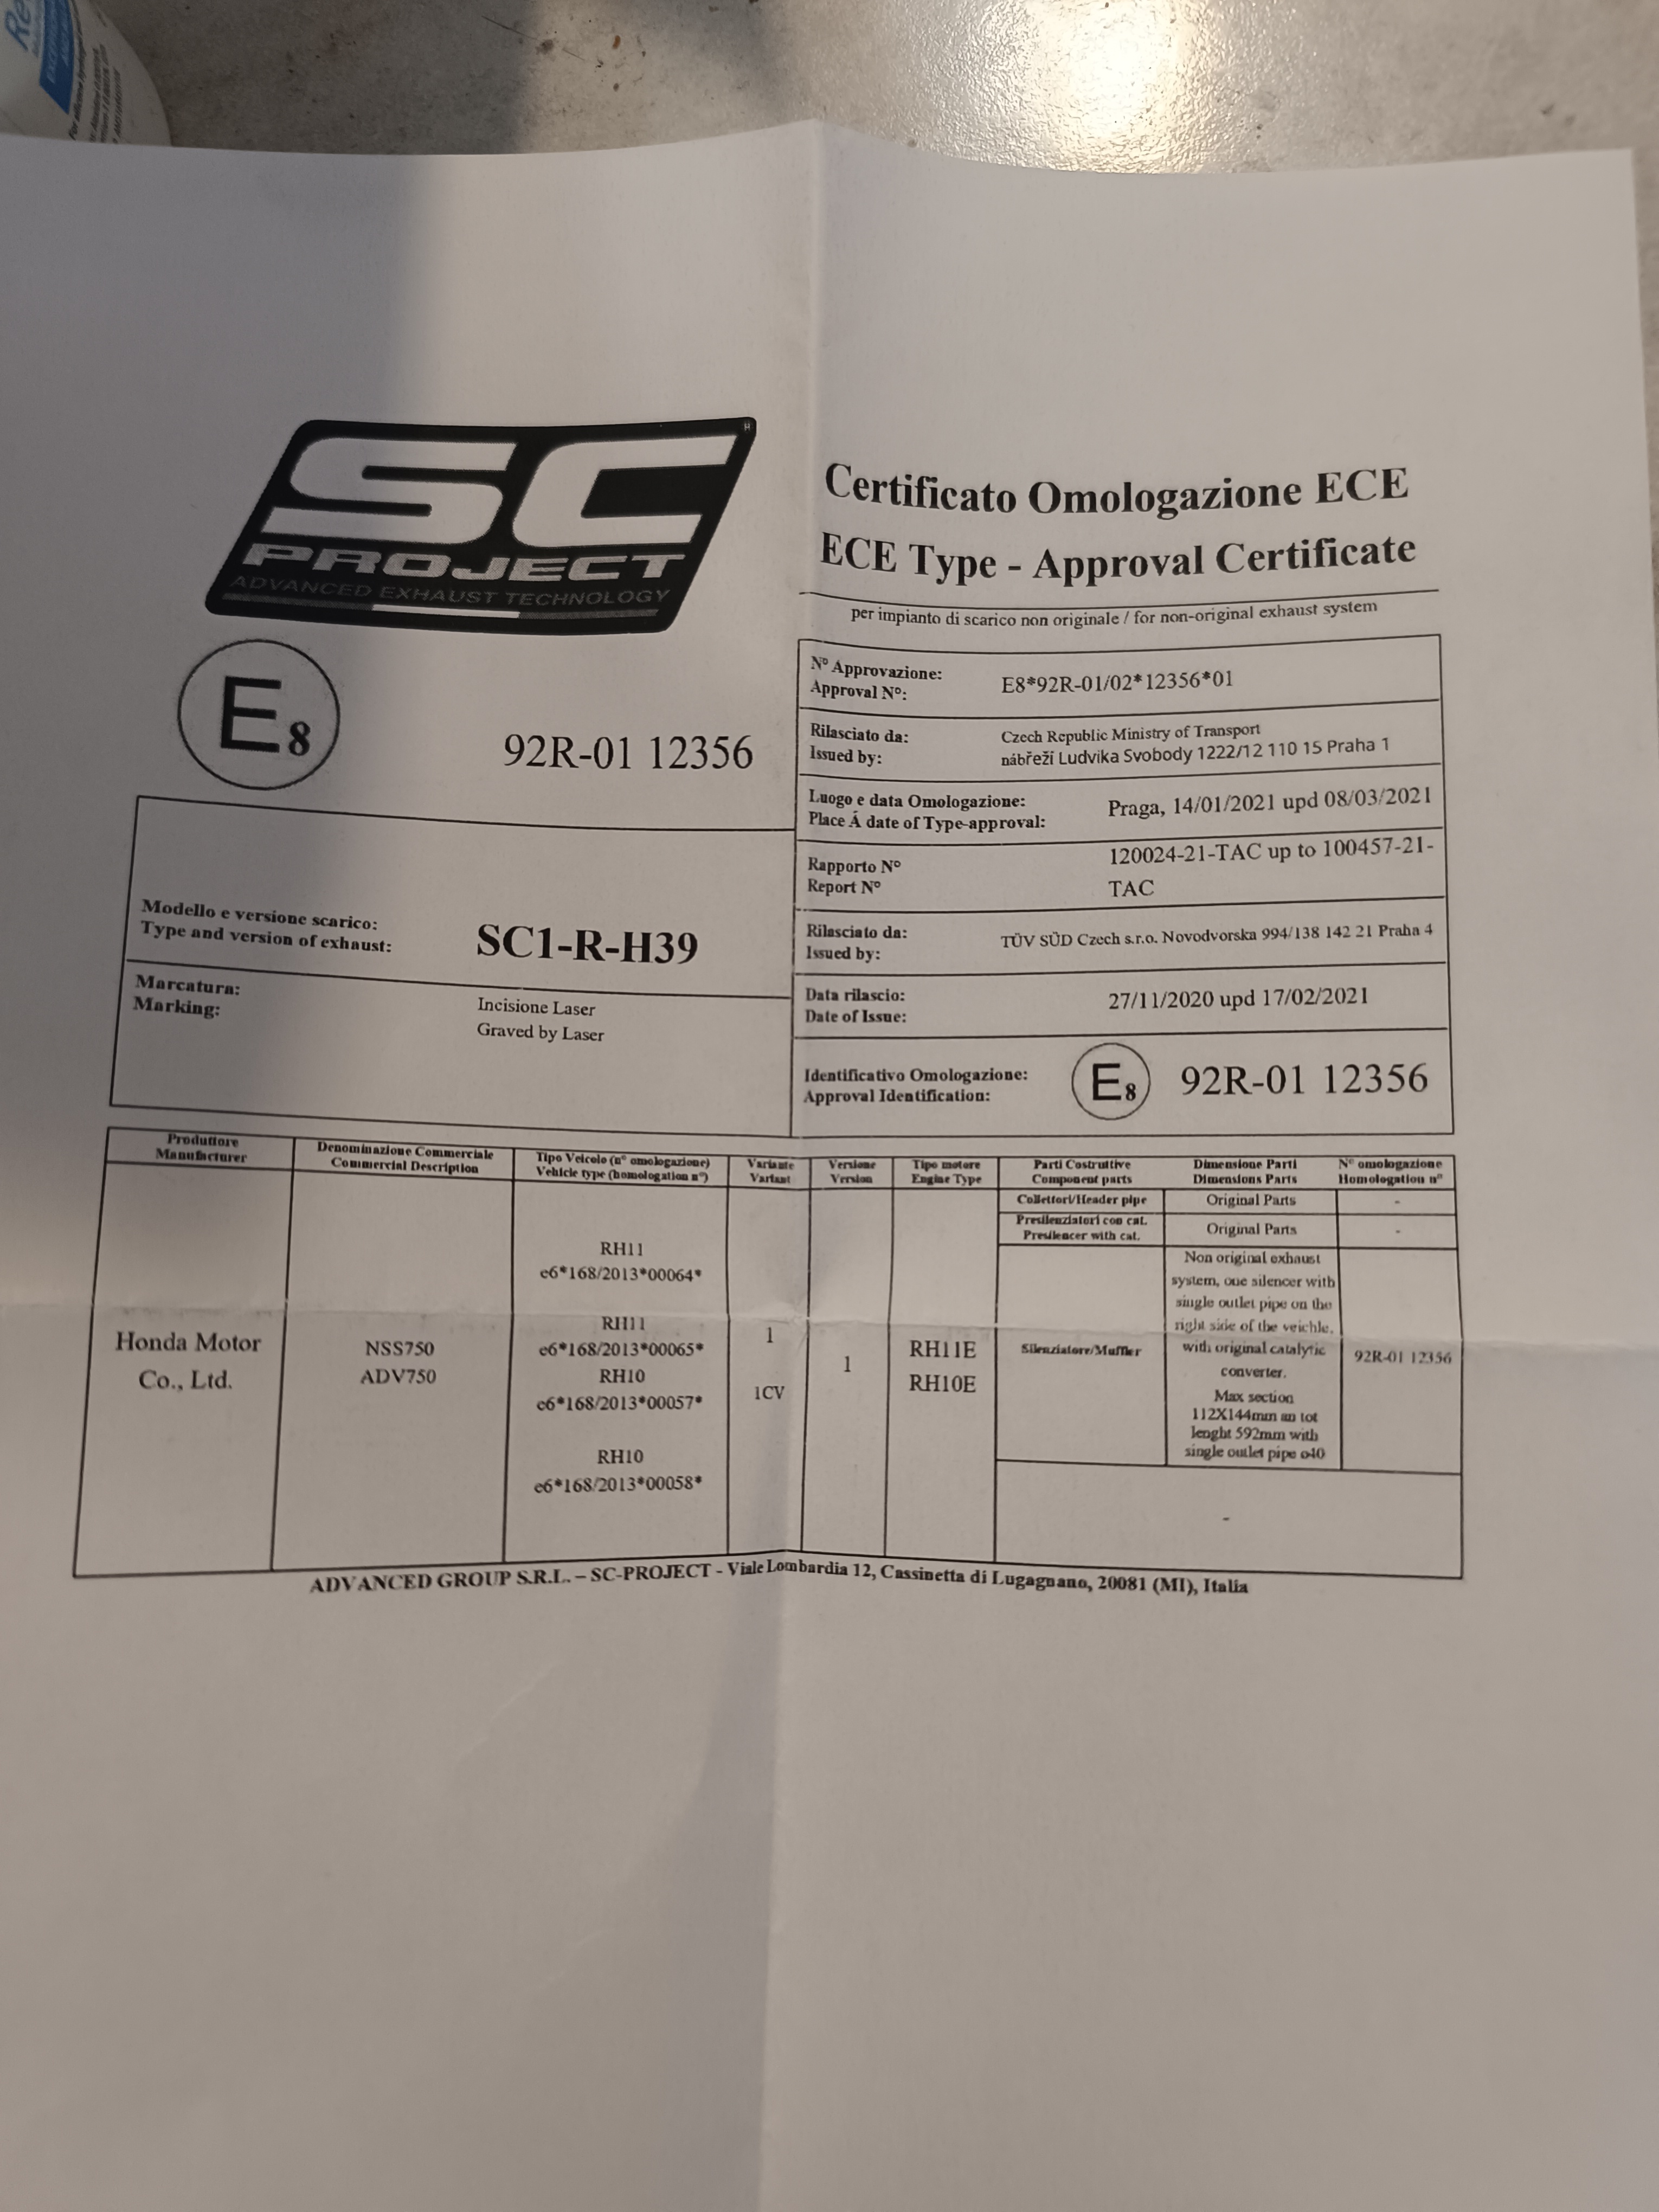 Re
SC
PROJECT
ADVANCED EXHAUST TECHNOLOGY
Certificato Omologazione ECE
ECE Type - Approval Certificate
per impianto di scarico non originale / for non-original exhaust system
E8
92R-01 12356
N° Approvazione:
Approval N°:
E8*92R-01/02*12356*01
Rilasciato da:
Issued by:
Czech Republic Ministry of Transport
nábřeží Ludvika Svobody 1222/12 110 15 Praha 1
Luogo e data Omologazione:
Place Á date of Type-approval:
Praga, 14/01/2021 upd 08/03/2021
Rapporto N°
Report N°
120024-21-TAC up to 100457-21-
TAC
Rilasciato da:
Issued by:
TÜV SÜD Czech s.r.o. Novodvorska 994/138 142 21 Praha 4
Data rilascio:
Date of Issue:
27/11/2020 upd 17/02/2021
Identificativo Omologazione:
Approval Identification:
E8 92R-01 12356
Modello e versione scarico:
Type and version of exhaust:
SC1-R-H39
Marcatura:
Marking:
Incisione Laser
Graved by Laser
Produttore
Manufacturer
Denominazione Commerciale
Commercial Description
Tipo Veicolo (n° omologazione)
Vehicle type (homologation n°)
Variante
Variant
Versione
Version
Tipo motore
Engine Type
Parti Costruttive
Component parts
Dimensione Parti
Dimensions Parts
N° omologazione
Homologation n°
Honda Motor
Co., Ltd.
NSS750
ADV750
RH11
e6*168/2013*00064*
RH11
e6*168/2013*00065*
RH10
e6*168/2013*00057*
RH10
e6*168/2013*00058*
1
1CV
1
RH11E
RH10E
Collettori/Header pipe
Original Parts
-
Presilenziatori con cat.
Presilencer with cat.
Original Parts
-
Silenziatore/Muffler
Non original exhaust
system, one silencer with
single outlet pipe on the
right side of the veichle,
with original catalytic
converter.
Max section
112X144mm an tot
lenght 592mm with
single outlet pipe ø40
92R-01 12356
-
ADVANCED GROUP S.R.L. – SC-PROJECT - Viale Lombardia 12, Cassinetta di Lugagnano, 20081 (MI), Italia